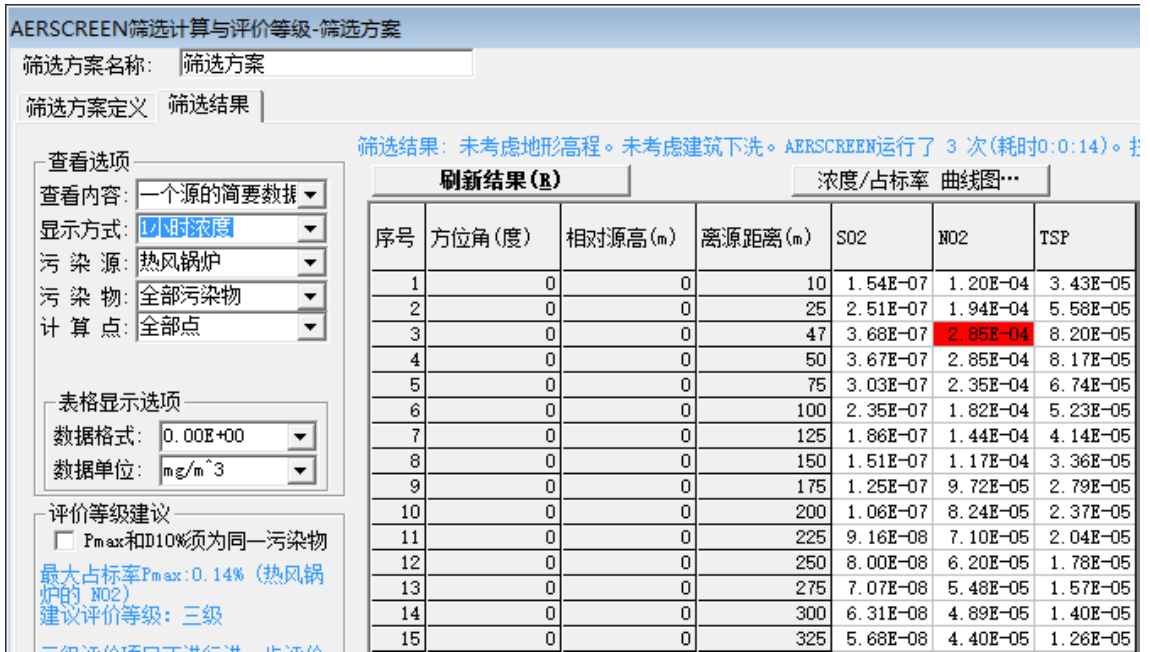 AERSCREEN筛选计算与评价等级-筛选方案
筛选方案名称: 筛选方案
筛选方案定义 筛选结果
筛选结果: 未考虑地形高程。未考虑建筑下洗。AERSCREEN运行了 3 次(耗时0:0:14)。
刷新结果(R) 浓度/占标率 曲线图…
查看选项
查看内容: 一个源的简要数据
显示方式: 1小时浓度
污 染 源: 热风锅炉
污 染 物: 全部污染物
计 算 点: 全部点
表格显示选项
数据格式: 0.00E+00
数据单位: mg/m^3
评价等级建议
Pmax和D10%须为同一污染物
最大占标率Pmax:0.14% (热风锅
炉的 NO2)
建议评价等级: 三级
序号 方位角(度) 相对源高(m) 离源距离(m) SO2 NO2 TSP
1 0 0 10 1.54E-07 1.20E-04 3.43E-05
2 0 0 25 2.51E-07 1.94E-04 5.58E-05
3 0 0 47 3.68E-07 2.85E-04 8.20E-05
4 0 0 50 3.67E-07 2.85E-04 8.17E-05
5 0 0 75 3.03E-07 2.35E-04 6.74E-05
6 0 0 100 2.35E-07 1.82E-04 5.23E-05
7 0 0 125 1.86E-07 1.44E-04 4.14E-05
8 0 0 150 1.51E-07 1.17E-04 3.36E-05
9 0 0 175 1.25E-07 9.72E-05 2.79E-05
10 0 0 200 1.06E-07 8.24E-05 2.37E-05
11 0 0 225 9.16E-08 7.10E-05 2.04E-05
12 0 0 250 8.00E-08 6.20E-05 1.78E-05
13 0 0 275 7.07E-08 5.48E-05 1.57E-05
14 0 0 300 6.31E-08 4.89E-05 1.40E-05
15 0 0 325 5.68E-08 4.40E-05 1.26E-05